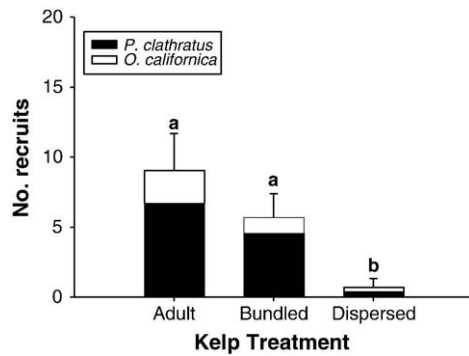 20
15
10
5
0
No. recruits
P. clathratus
O. californica
a
a
b
Adult Bundled Dispersed
Kelp Treatment